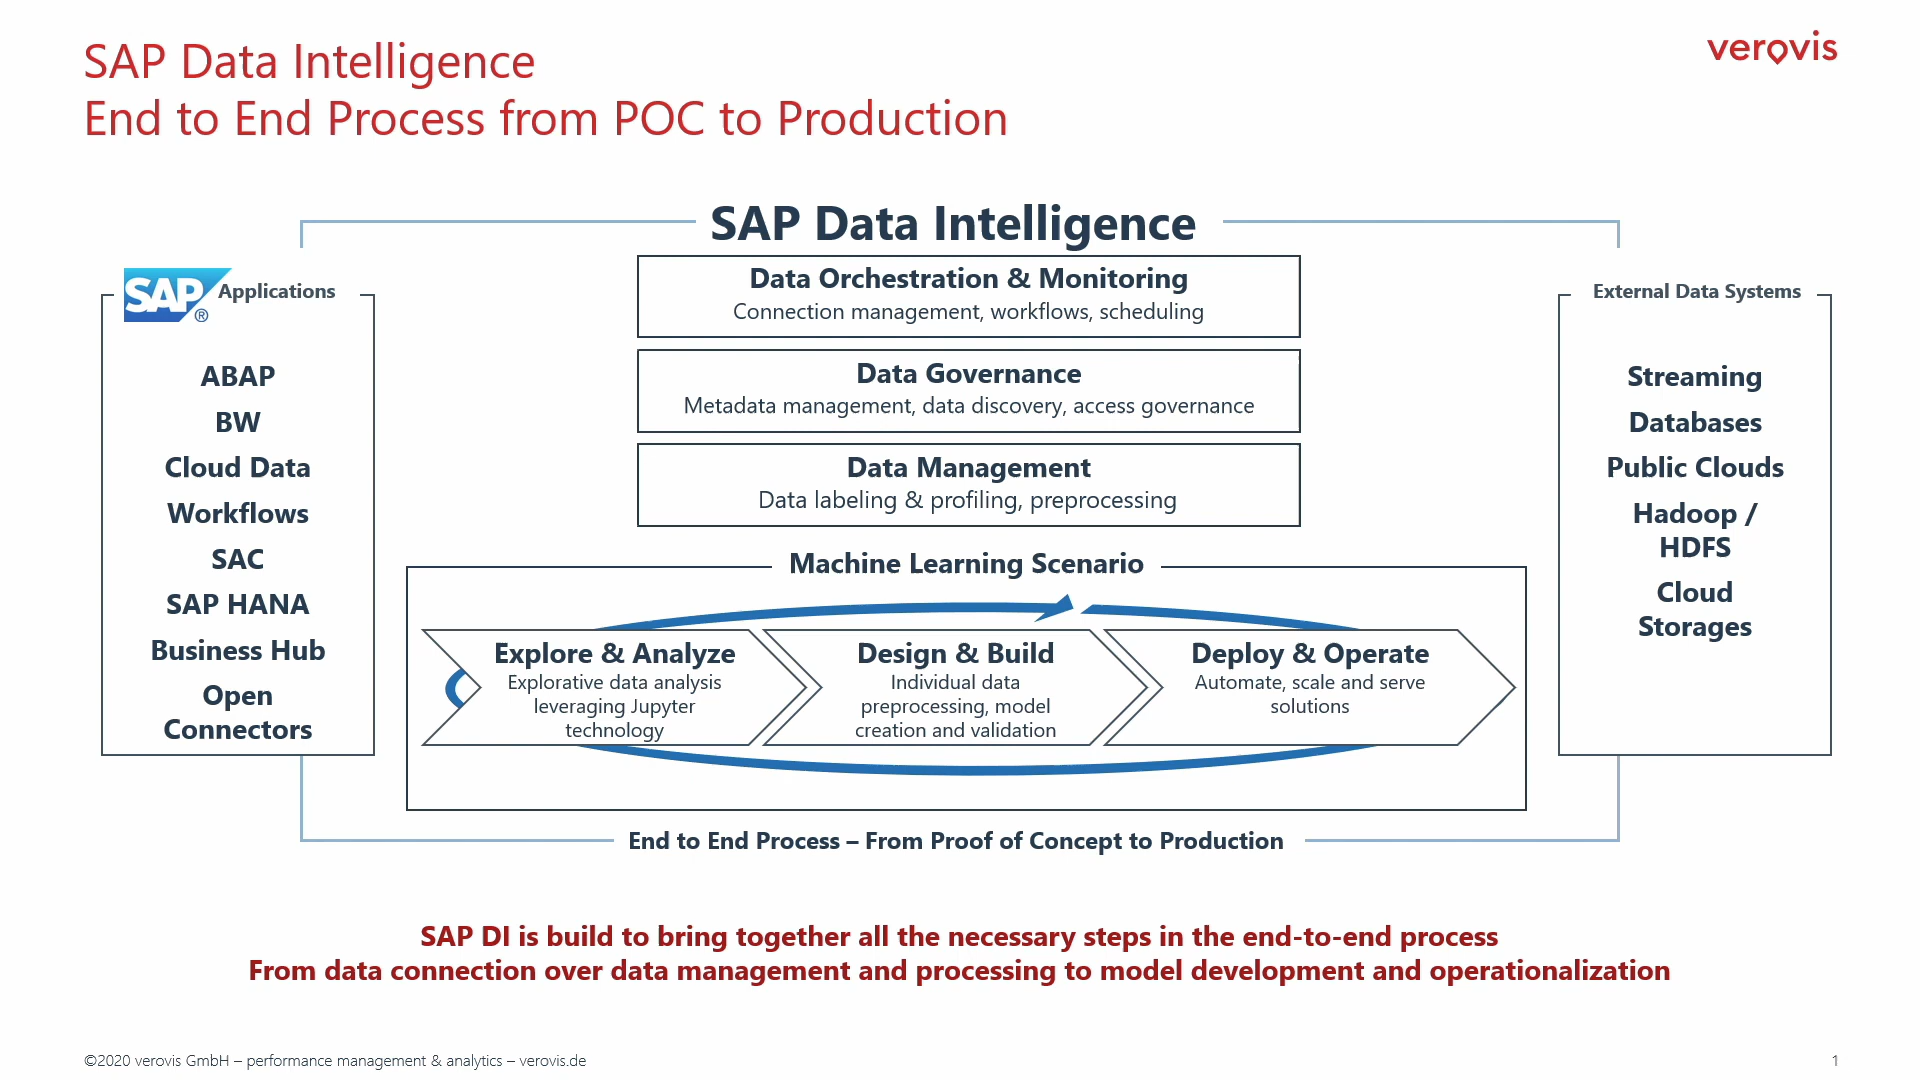 SAP Data Intelligence
End to End Process from POC to Production
verovis
SAP Data Intelligence
Data Orchestration & Monitoring
Connection management, workflows, scheduling
Data Governance
Metadata management, data discovery, access governance
Data Management
Data labeling & profiling, preprocessing
SAP® Applications
ABAP
BW
Cloud Data
Workflows
SAC
SAP HANA
Business Hub
Open
Connectors
External Data Systems
Streaming
Databases
Public Clouds
Hadoop /
HDFS
Cloud
Storages
Machine Learning Scenario
Explore & Analyze
Explorative data analysis
leveraging Jupyter
technology
Design & Build
Individual data
preprocessing, model
creation and validation
Deploy & Operate
Automate, scale and serve
solutions
End to End Process – From Proof of Concept to Production
SAP DI is build to bring together all the necessary steps in the end-to-end process
From data connection over data management and processing to model development and operationalization
©2020 verovis GmbH – performance management & analytics – verovis.de
1